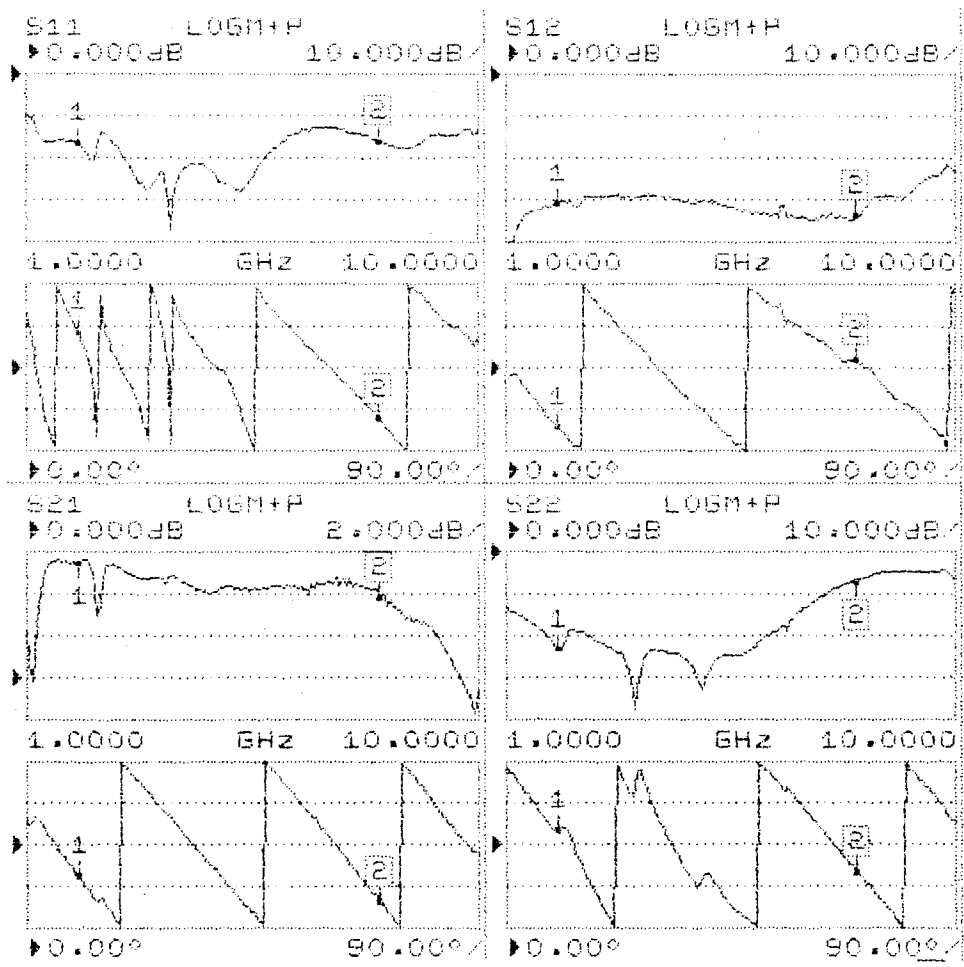 S11 LOGM+P
▶0.000dB 10.000dB/
1
2
1.0000 GHz 10.0000
1
2
▶0.00° 90.00°/
S12 LOGM+P
▶0.000dB 10.000dB/
1
2
1.0000 GHz 10.0000
1
2
▶0.00° 90.00°/
S21 LOGM+P
▶0.000dB 2.000dB/
2
1
1.0000 GHz 10.0000
1
2
▶0.00° 90.00°/
S22 LOGM+P
▶0.000dB 10.000dB/
1
2
1.0000 GHz 10.0000
1
2
▶0.00° 90.00°/